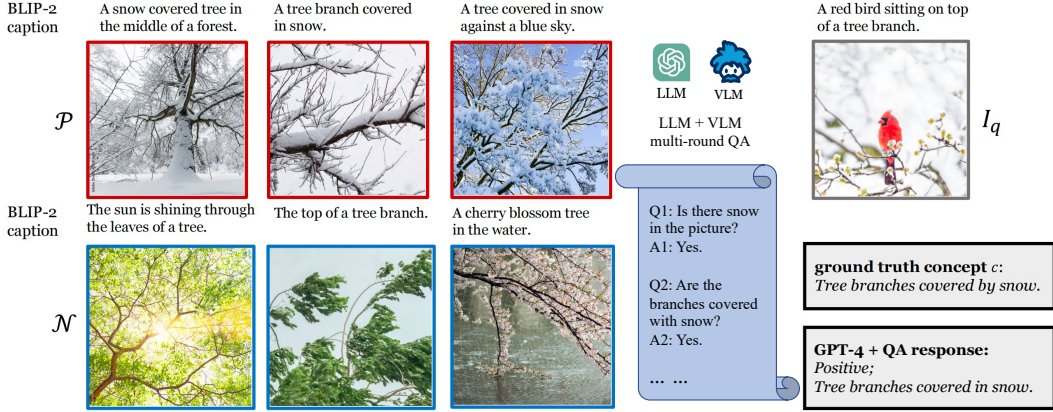 BLIP-2
caption
A snow covered tree in
the middle of a forest.
A tree branch covered
in snow.
A tree covered in snow
against a blue sky.
A red bird sitting on top
of a tree branch.
P
LLM
VLM
LLM + VLM
multi-round QA
I_q
BLIP-2
caption
The sun is shining through
the leaves of a tree.
The top of a tree branch.
A cherry blossom tree
in the water.
N
Q1: Is there snow
in the picture?
A1: Yes.
Q2: Are the
branches covered
with snow?
A2: Yes.
... ...
ground truth concept c:
Tree branches covered by snow.
GPT-4 + QA response:
Positive;
Tree branches covered in snow.